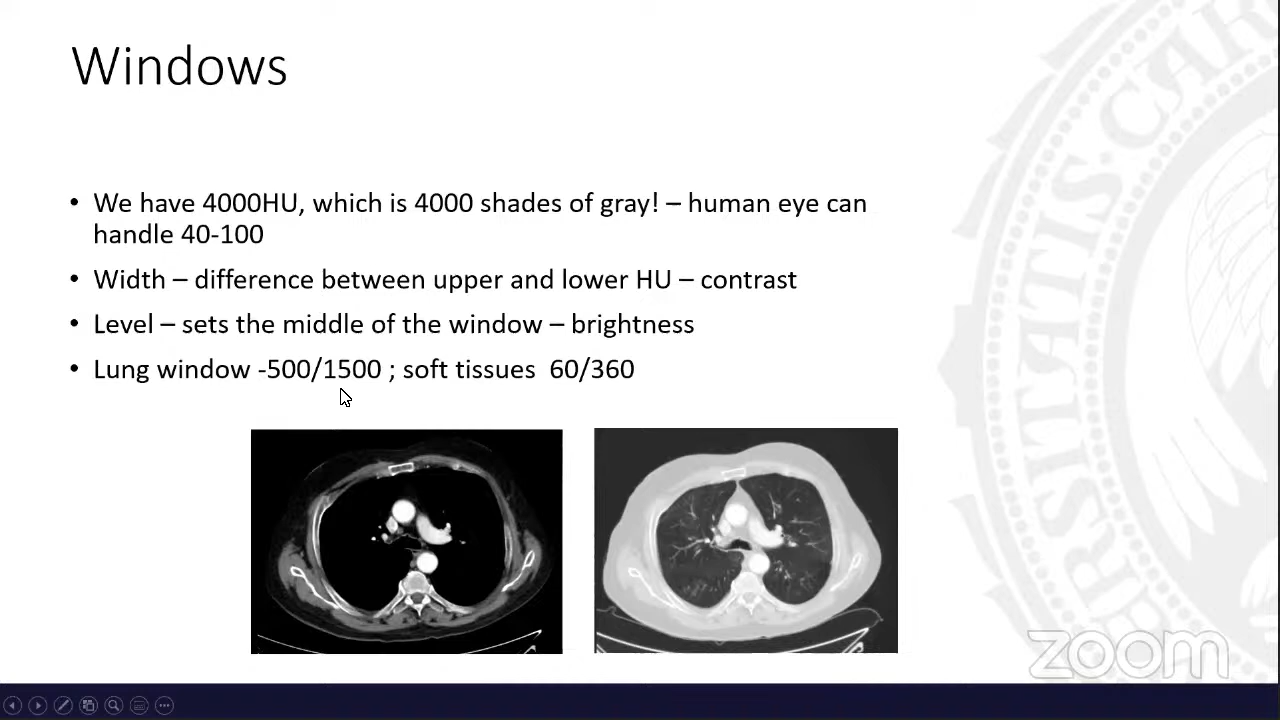 Windows
• We have 4000HU, which is 4000 shades of gray! – human eye can
handle 40-100
• Width – difference between upper and lower HU – contrast
• Level – sets the middle of the window – brightness
• Lung window -500/1500 ; soft tissues  60/360
zoom